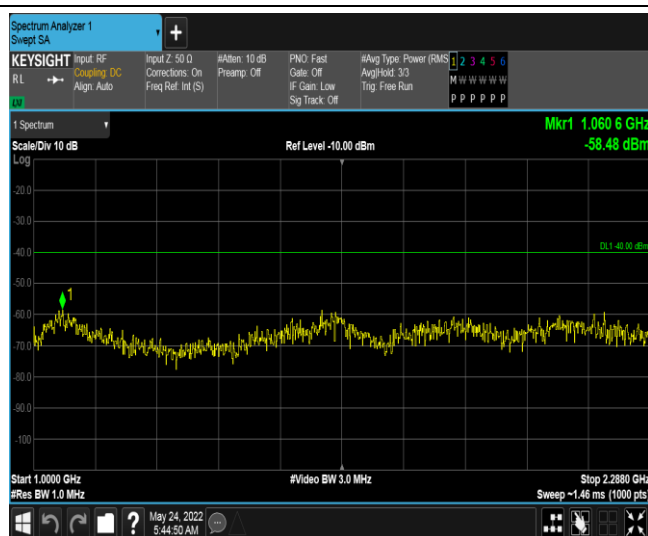 Spectrum Analyzer 1
Swept SA
KEYSIGHT
RL
Input: RF
Coupling: DC
Align: Auto
Input Z: 50 Ω
Corrections: On
Freq Ref: Int (S)
#Atten: 10 dB
Preamp: Off
PNO: Fast
Gate: Off
IF Gain: Low
Sig Track: Off
#Avg Type: Power (RMS
Avg|Hold: 3/3
Trig: Free Run
1 2 3 4 5 6
M W W W W W
P P P P P P
1 Spectrum
Scale/Div 10 dB
Ref Level -10.00 dBm
Mkr1 1.060 6 GHz
-58.48 dBm
Log
-20.0
-30.0
-40.0
DL1 -40.00 dBm
-50.0
1
-60.0
-70.0
-80.0
-90.0
-100
Start 1.0000 GHz
#Video BW 3.0 MHz
Stop 2.2880 GHz
#Res BW 1.0 MHz
Sweep ~1.46 ms (1000 pts)
May 24, 2022
5:44:50 AM